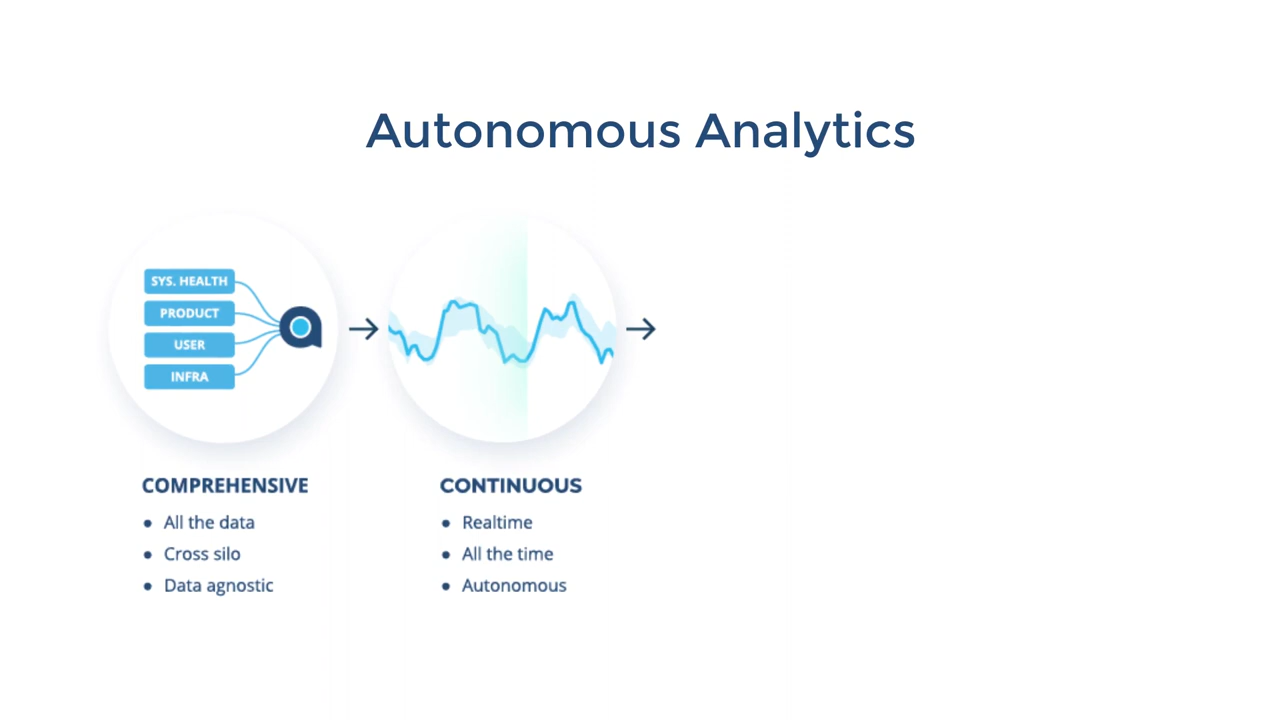 Autonomous Analytics
SYS. HEALTH
PRODUCT
USER
INFRA
COMPREHENSIVE
• All the data
• Cross silo
• Data agnostic
CONTINUOUS
• Realtime
• All the time
• Autonomous